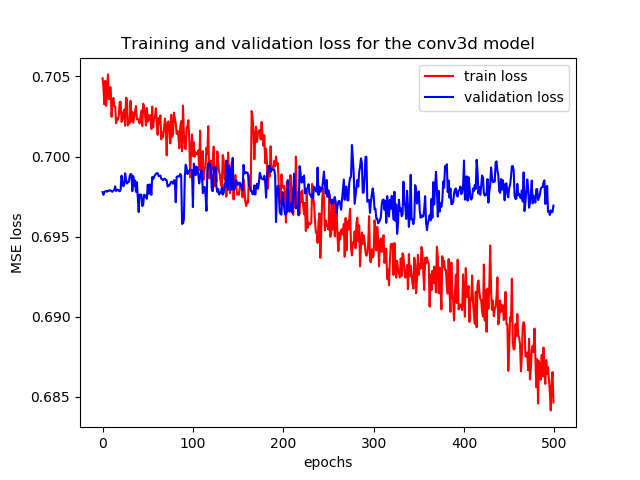 Training and validation loss for the conv3d model
train loss
validation loss
MSE loss
0.705
0.700
0.695
0.690
0.685
0 100 200 300 400 500
epochs